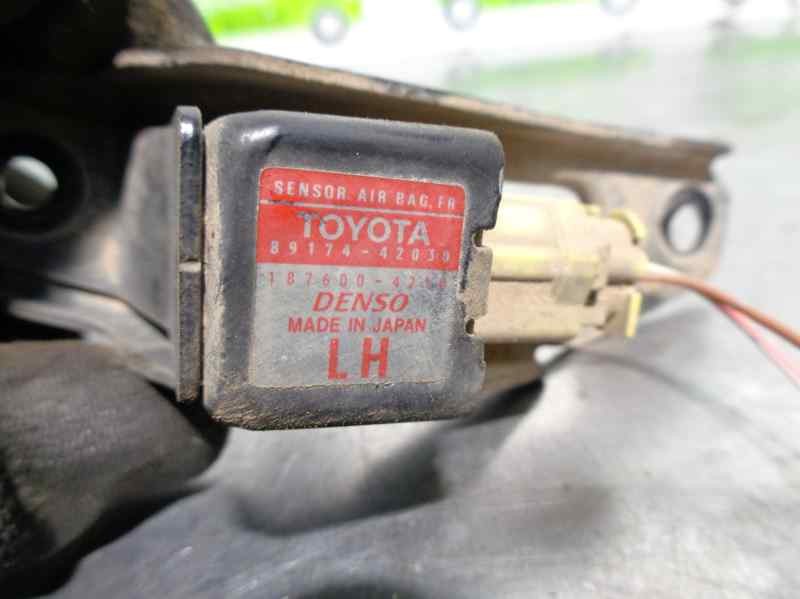 SENSOR, AIR BAG, FR
TOYOTA
89174-42030
DENSO
MADE IN JAPAN
LH